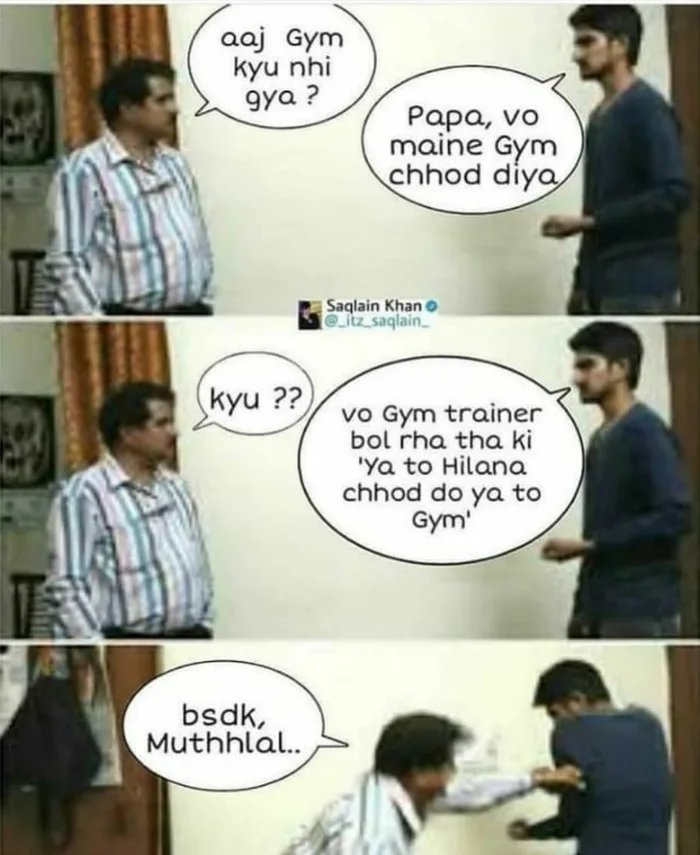 aaj Gym
kyu nhi
gya ?
Papa, vo
maine Gym
chhod diya
Saqlain Khan
@_itz_saqlain_
kyu ??
vo Gym trainer
bol rha tha ki
'Ya to Hilana
chhod do ya to
Gym'
bsdk,
Muthhlal..